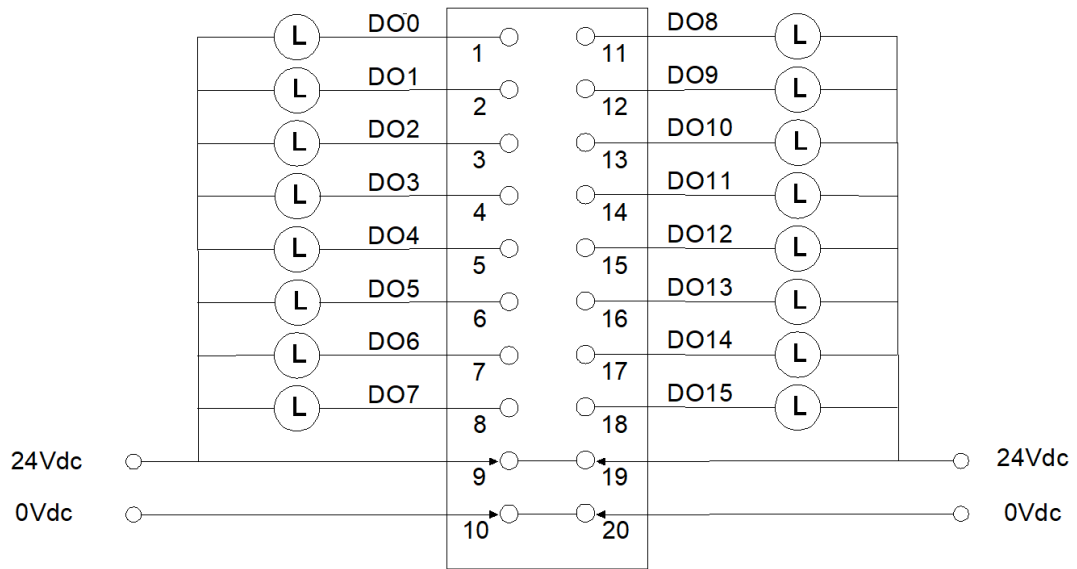 L DO0 1 11 DO8 L
L DO1 2 12 DO9 L
L DO2 3 13 DO10 L
L DO3 4 14 DO11 L
L DO4 5 15 DO12 L
L DO5 6 16 DO13 L
L DO6 7 17 DO14 L
L DO7 8 18 DO15 L
24Vdc 9 19 24Vdc
0Vdc 10 20 0Vdc